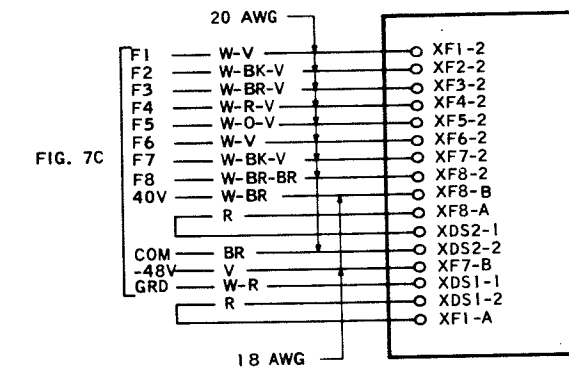 20 AWG
F1 W-V XF1-2
F2 W-BK-V XF2-2
F3 W-BR-V XF3-2
F4 W-R-V XF4-2
F5 W-O-V XF5-2
F6 W-V XF6-2
FIG. 7C F7 W-BK-V XF7-2
F8 W-BR-BR XF8-2
40V W-BR XF8-B
R XF8-A
XDS2-1
COM BR XDS2-2
-48V V XF7-B
GRD W-R XDS1-1
R XDS1-2
XF1-A
18 AWG